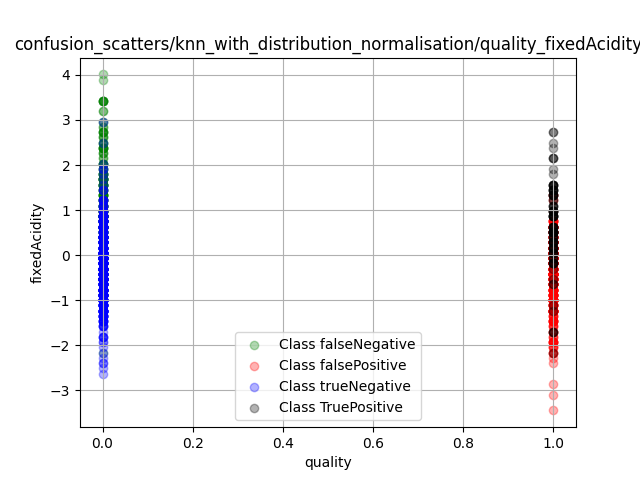 confusion_scatters/knn_with_distribution_normalisation/quality_fixedAcidity
4
3
2
1
0
−1
−2
−3
fixedAcidity
Class falseNegative
Class falsePositive
Class trueNegative
Class TruePositive
0.0 0.2 0.4 0.6 0.8 1.0
quality